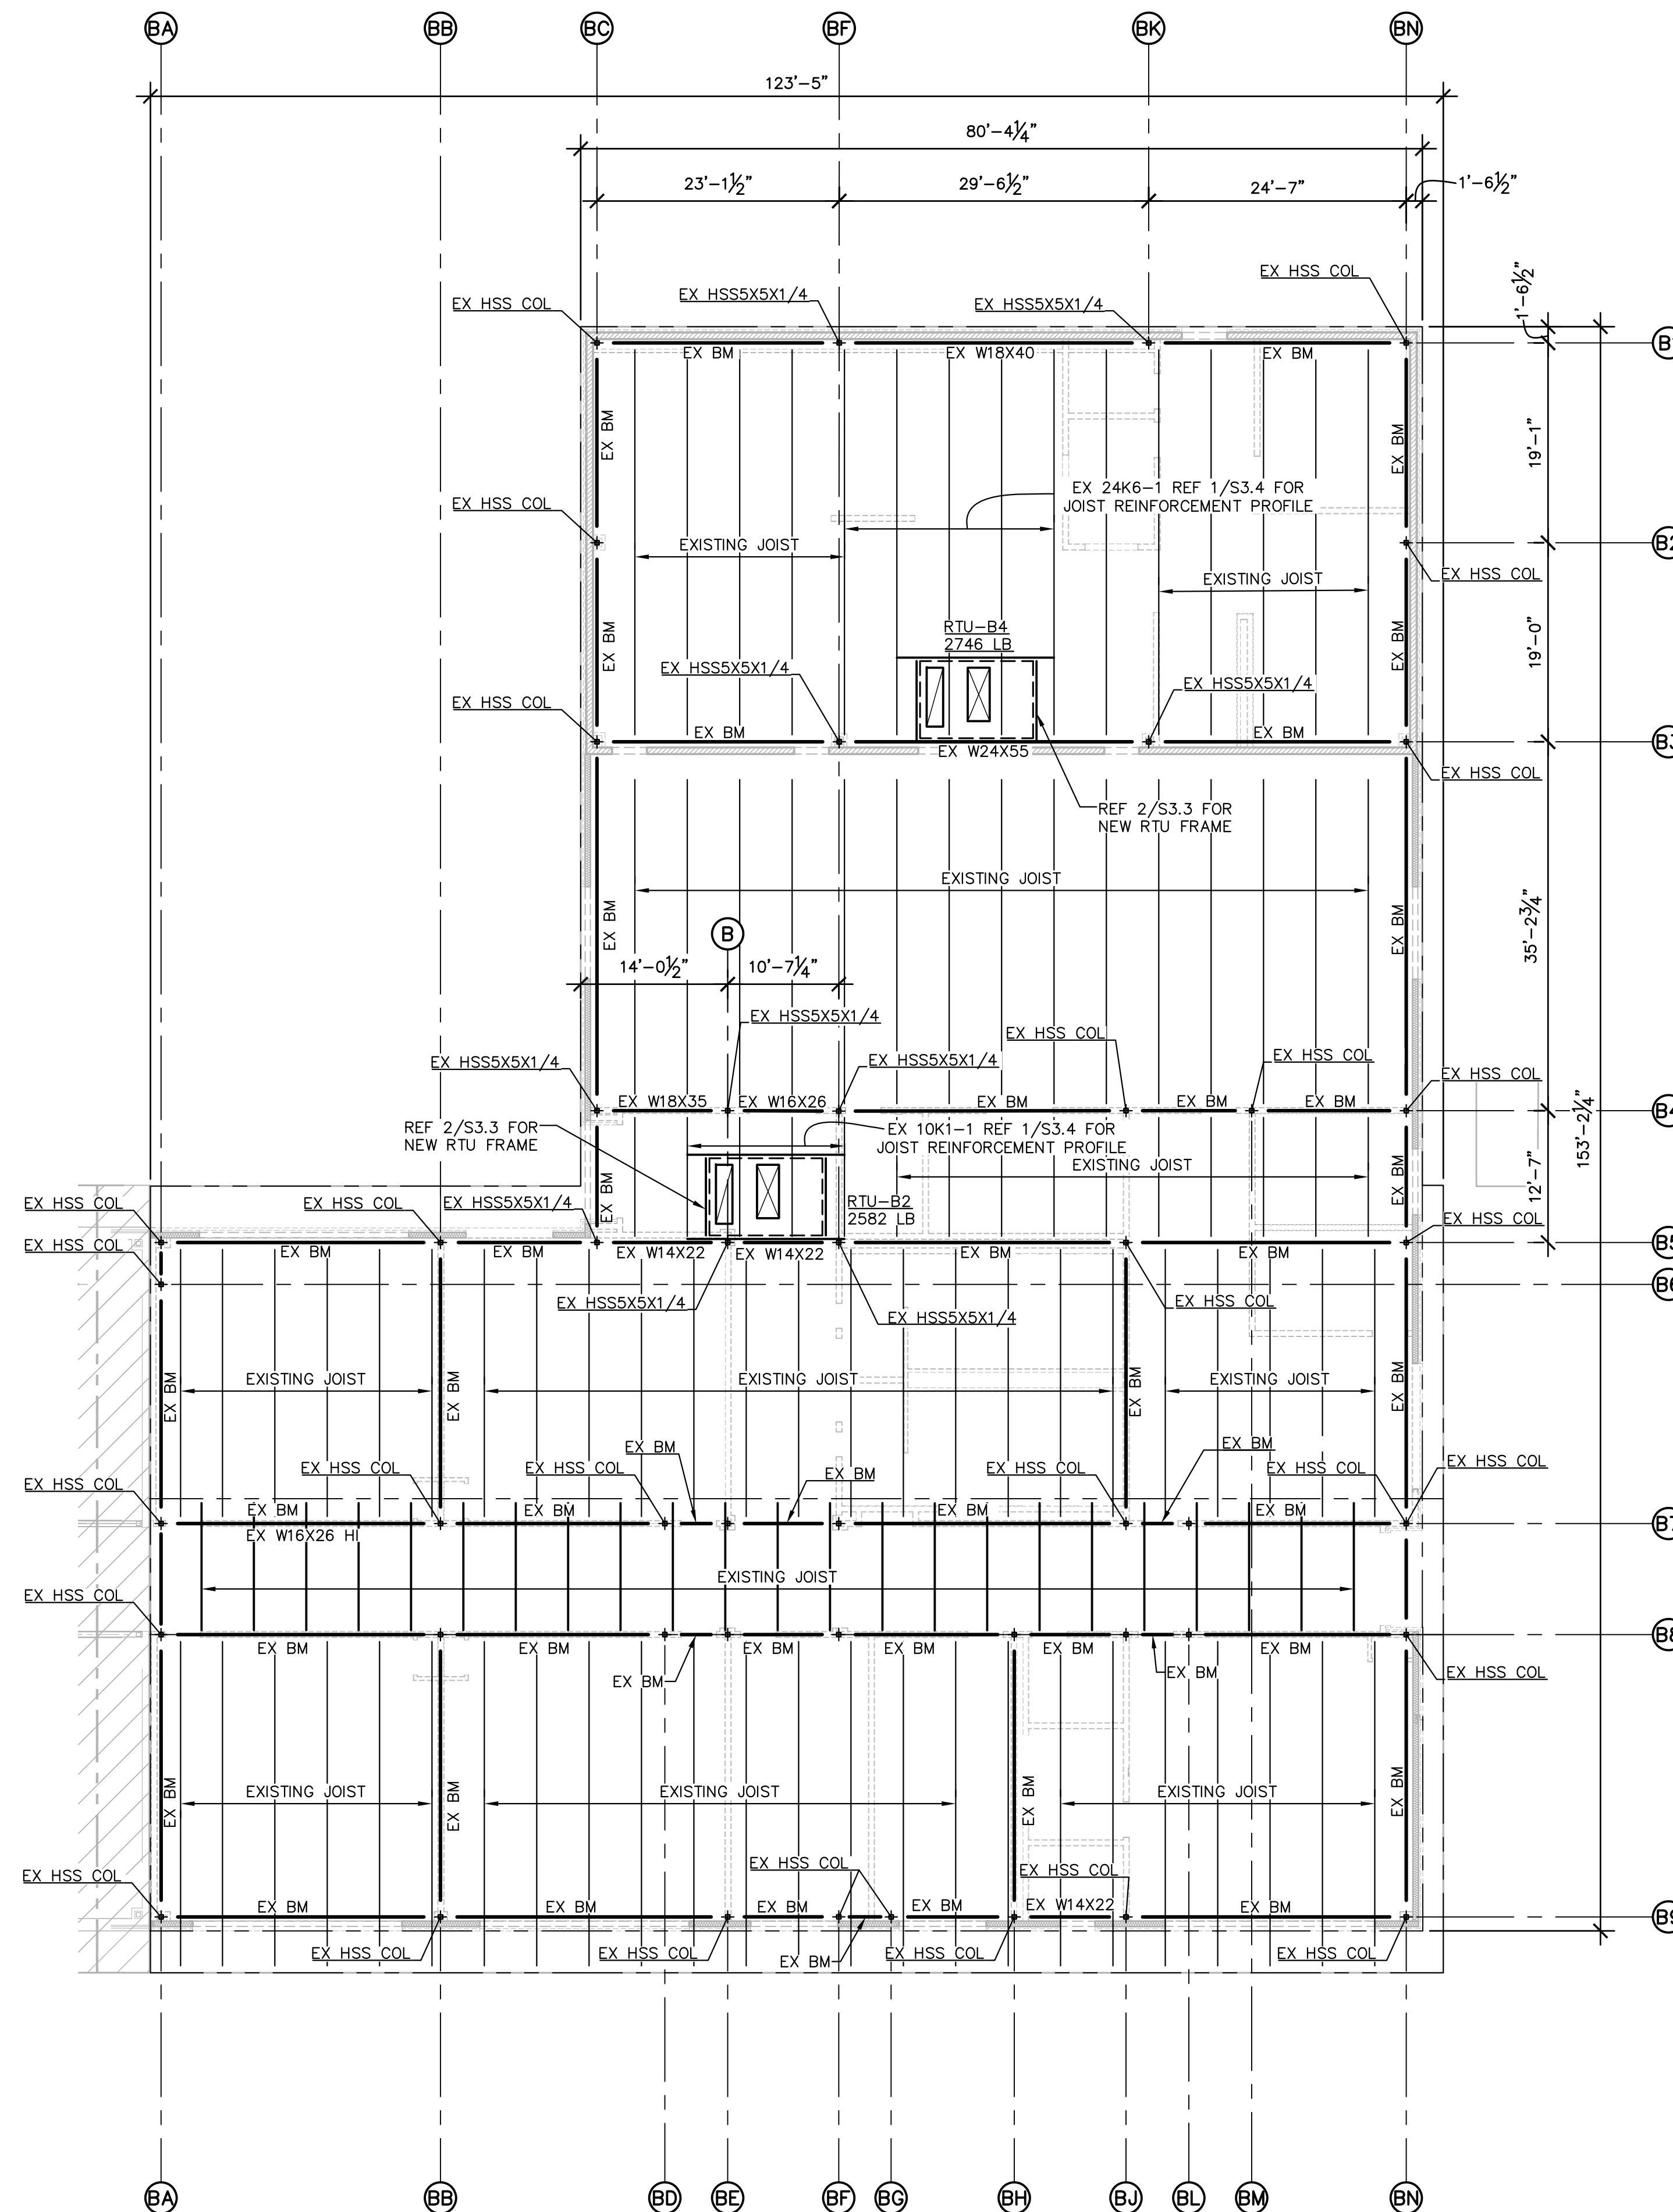 BA
BB
BC
BF
BK
BN
123'-5"
80'-4¼"
23'-1½"
29'-6½"
24'-7"
1'-6½"
EX HSS COL
EX HSS5X5X1/4
EX HSS5X5X1/4
EX HSS COL
1'-6½"
EX BM
EX W18X40
EX BM
EX BM
EX BM
19'-1"
EX HSS COL
EX 24K6-1 REF 1/S3.4 FOR
JOIST REINFORCEMENT PROFILE
EXISTING JOIST
EXISTING JOIST
EX HSS COL
B2
EX BM
RTU-B4
2746 LB
EX BM
19'-0"
EX HSS5X5X1/4
EX HSS5X5X1/4
EX HSS COL
EX BM
EX W24X55
EX BM
B3
EX HSS COL
REF 2/S3.3 FOR
NEW RTU FRAME
EXISTING JOIST
EX BM
EX BM
35'-2¾"
B
14'-0½"
10'-7¼"
EX HSS5X5X1/4
EX HSS COL
EX HSS5X5X1/4
EX HSS5X5X1/4
EX HSS COL
EX HSS COL
EX W18X35
EX W16X26
EX BM
EX BM
EX BM
B4
153'-2¼"
REF 2/S3.3 FOR
NEW RTU FRAME
EX 10K1-1 REF 1/S3.4 FOR
JOIST REINFORCEMENT PROFILE
EXISTING JOIST
12'-7"
EX HSS COL
EX HSS COL
EX HSS5X5X1/4
EX BM
RTU-B2
2582 LB
EX HSS COL
EX HSS COL
EX BM
EX BM
EX W14X22
EX W14X22
EX BM
EX BM
B5
B6
EX HSS5X5X1/4
EX HSS5X5X1/4
EX HSS COL
EX BM
EXISTING JOIST
EX BM
EXISTING JOIST
EX BM
EXISTING JOIST
EX BM
EX BM
EX BM
EX HSS COL
EX HSS COL
EX HSS COL
EX BM
EX HSS COL
EX HSS COL
EX HSS COL
EX BM
EX BM
EX BM
EX BM
B7
EX W16X26 HI
EXISTING JOIST
EX HSS COL
EX BM
EX BM
EX BM
EX BM
EX BM
EX BM
B8
EX BM
EX BM
EX HSS COL
EX BM
EXISTING JOIST
EX BM
EXISTING JOIST
EX BM
EXISTING JOIST
EX BM
EX HSS COL
EX HSS COL
EX HSS COL
EX BM
EX BM
EX BM
EX BM
EX W14X22
EX BM
B9
EX HSS COL
EX HSS COL
EX BM
EX HSS COL
EX HSS COL
BA
BB
BD
BE
BF
BG
BH
BJ
BL
BM
BN